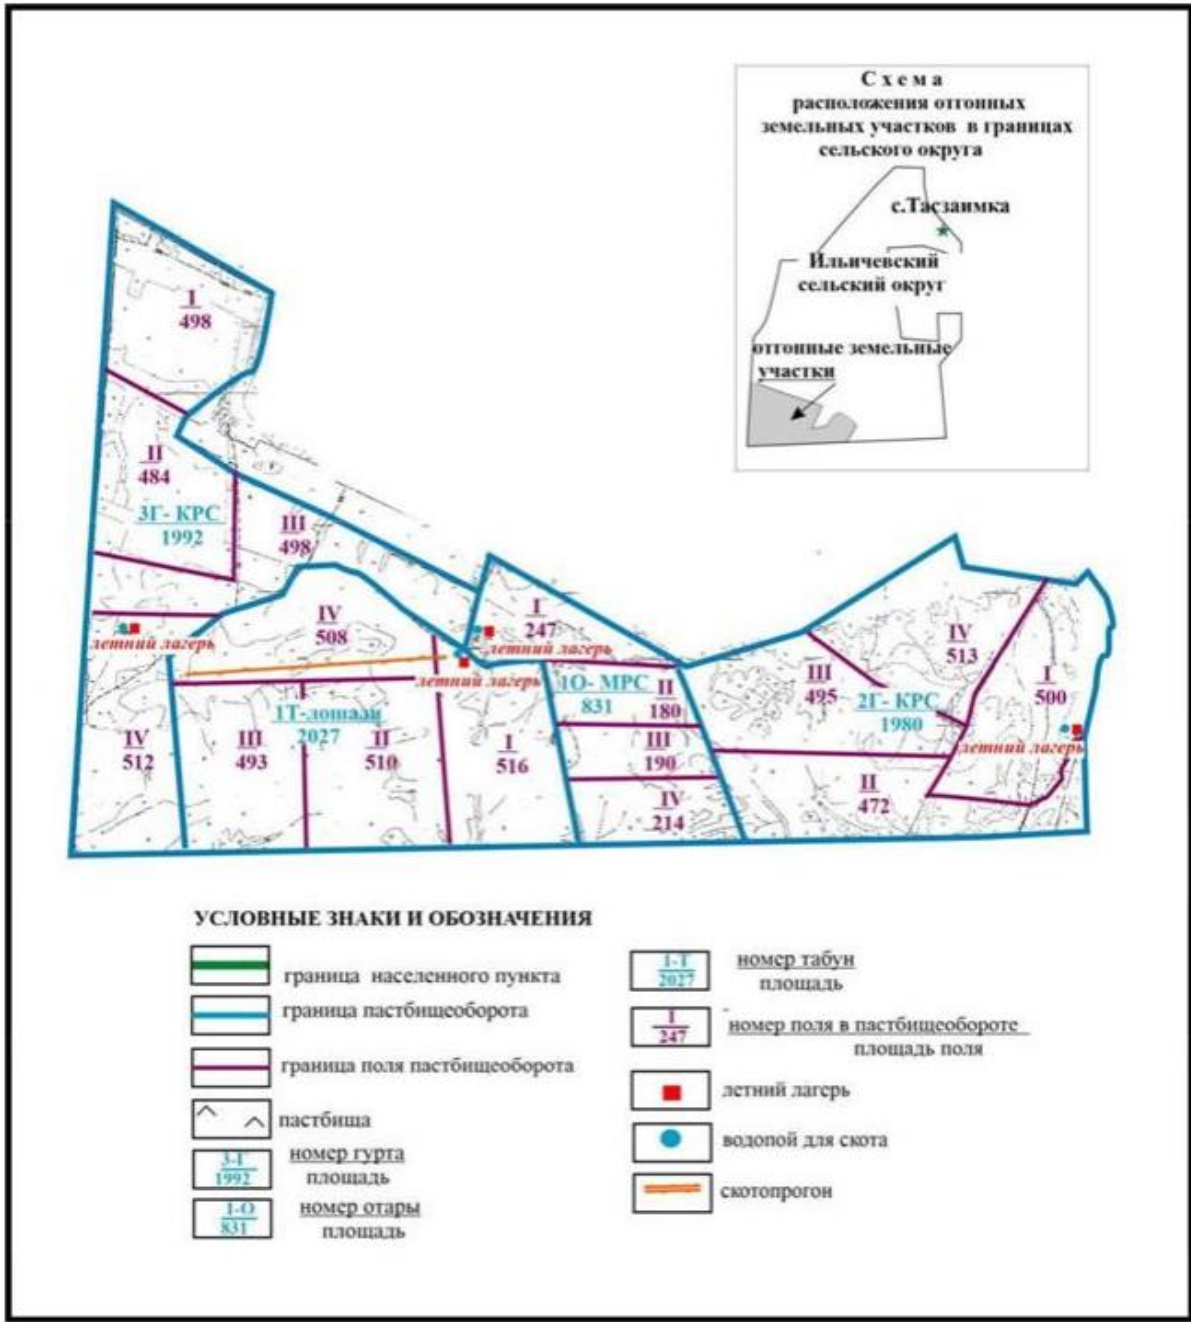 С х е м а
расположения отгонных
земельных участков в границах
сельского округа
с.Тасзаимка
Ильичевский
сельский округ
отгонные земельные
участки
I
498
II
484
3Г- КРС
1992
III
498
IV
508
летний лагерь
I
247
летний лагерь
летний лагерь
1О- МРС
831
II
180
III
190
IV
214
IV
512
1Т-лошади
2027
III
493
II
510
I
516
III
495
IV
513
2Г- КРС
1980
I
500
летний лагерь
II
472
УСЛОВНЫЕ ЗНАКИ И ОБОЗНАЧЕНИЯ
граница населенного пункта
граница пастбищеоборота
граница поля пастбищеоборота
пастбища
3-Г
1992
номер гурта
площадь
1-О
831
номер отары
площадь
1-Т
2027
номер табун
площадь
I
247
номер поля в пастбищеобороте
площадь поля
летний лагерь
водопой для скота
скотопрогон